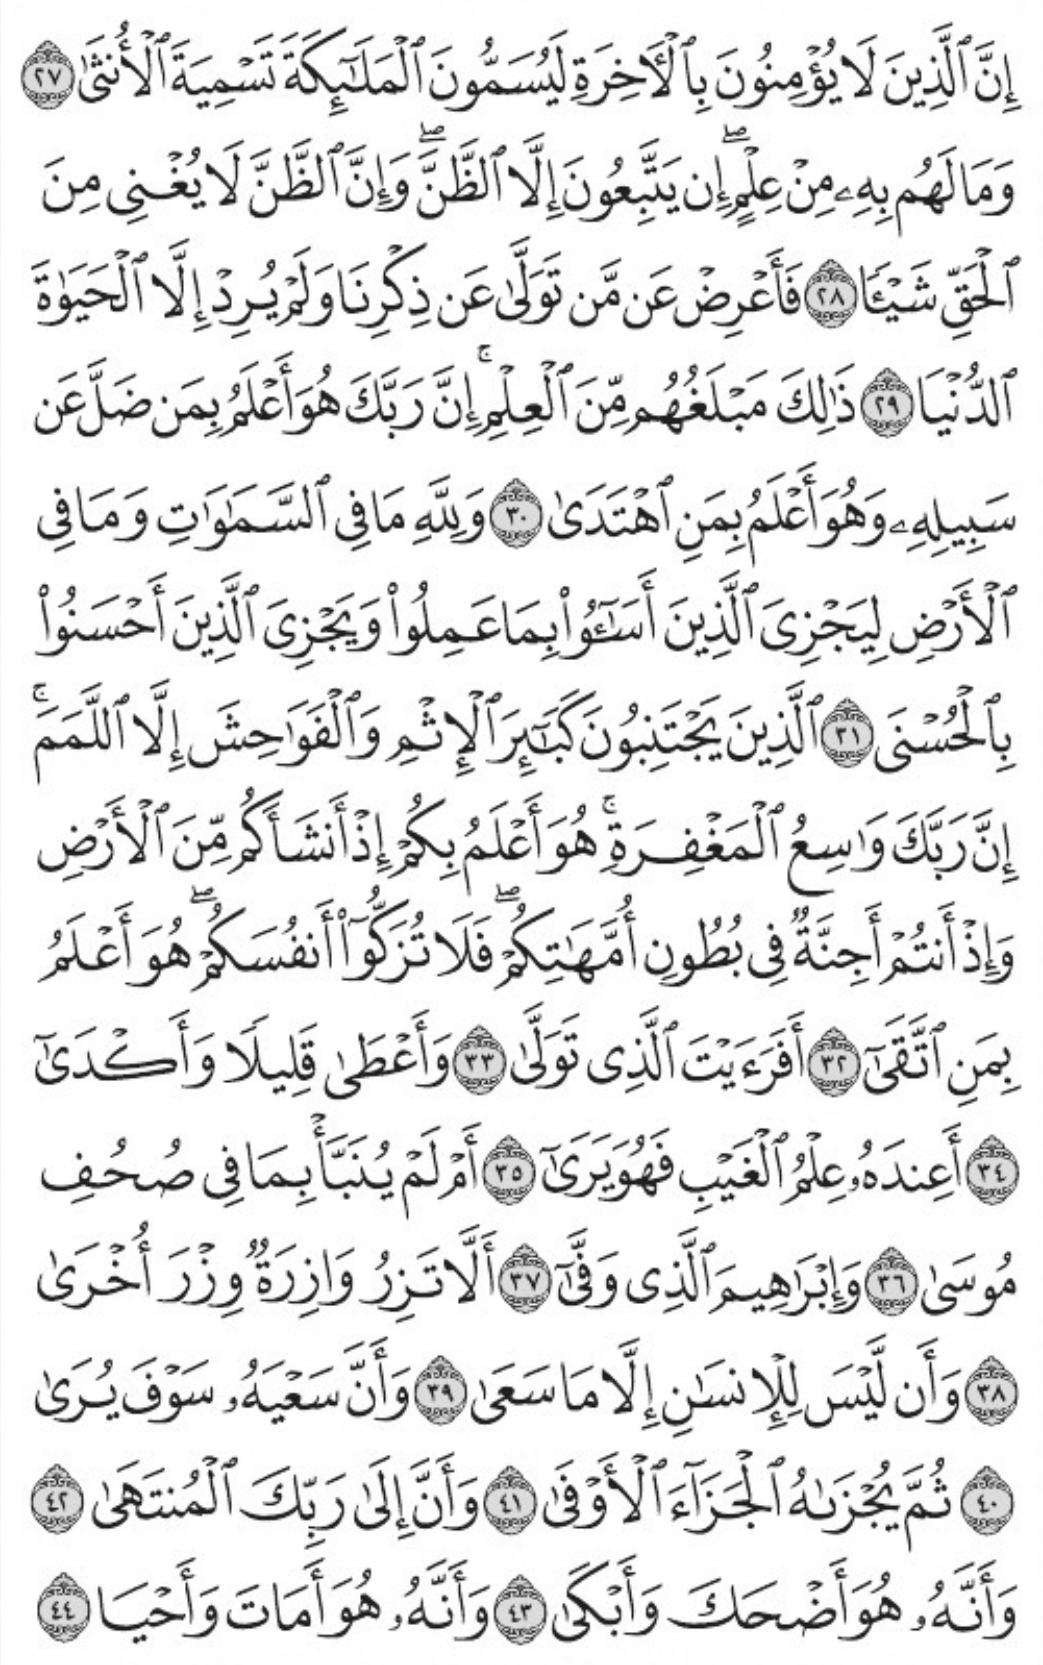 إِنَّ ٱلَّذِينَ لَا يُؤْمِنُونَ بِٱلْأَخِرَةِ لَيُسَمُّونَ ٱلْمَلَٰٓئِكَةَ تَسْمِيَةَ ٱلْأُنثَىٰ ٢٧
وَمَا لَهُم بِهِۦ مِنْ عِلْمٍ ۖ إِن يَتَّبِعُونَ إِلَّا ٱلظَّنَّ ۖ وَإِنَّ ٱلظَّنَّ لَا يُغْنِى مِنَ
ٱلْحَقِّ شَيْـًٔا ٢٨ فَأَعْرِضْ عَن مَّن تَوَلَّىٰ عَن ذِكْرِنَا وَلَمْ يُرِدْ إِلَّا ٱلْحَيَوٰةَ
ٱلدُّنْيَا ٢٩ ذَٰلِكَ مَبْلَغُهُم مِّنَ ٱلْعِلْمِ ۚ إِنَّ رَبَّكَ هُوَ أَعْلَمُ بِمَن ضَلَّ عَن
سَبِيلِهِۦ وَهُوَ أَعْلَمُ بِمَنِ ٱهْتَدَىٰ ٣٠ وَلِلَّهِ مَا فِى ٱلسَّمَٰوَٰتِ وَمَا فِى
ٱلْأَرْضِ لِيَجْزِىَ ٱلَّذِينَ أَسَٰٓـُٔوا۟ بِمَا عَمِلُوا۟ وَيَجْزِىَ ٱلَّذِينَ أَحْسَنُوا۟
بِٱلْحُسْنَى ٣١ ٱلَّذِينَ يَجْتَنِبُونَ كَبَٰٓئِرَ ٱلْإِثْمِ وَٱلْفَوَٰحِشَ إِلَّا ٱللَّمَمَ ۚ
إِنَّ رَبَّكَ وَٰسِعُ ٱلْمَغْفِرَةِ ۚ هُوَ أَعْلَمُ بِكُمْ إِذْ أَنشَأَكُم مِّنَ ٱلْأَرْضِ
وَإِذْ أَنتُمْ أَجِنَّةٌ فِى بُطُونِ أُمَّهَٰتِكُمْ ۖ فَلَا تُزَكُّوٓا۟ أَنفُسَكُمْ ۖ هُوَ أَعْلَمُ
بِمَنِ ٱتَّقَىٰٓ ٣٢ أَفَرَءَيْتَ ٱلَّذِى تَوَلَّىٰ ٣٣ وَأَعْطَىٰ قَلِيلًا وَأَكْدَىٰٓ
٣٤ أَعِندَهُۥ عِلْمُ ٱلْغَيْبِ فَهُوَ يَرَىٰٓ ٣٥ أَمْ لَمْ يُنَبَّأْ بِمَا فِى صُحُفِ
مُوسَىٰ ٣٦ وَإِبْرَٰهِيمَ ٱلَّذِى وَفَّىٰٓ ٣٧ أَلَّا تَزِرُ وَازِرَةٌ وِزْرَ أُخْرَىٰ
٣٨ وَأَن لَّيْسَ لِلْإِنسَٰنِ إِلَّا مَا سَعَىٰ ٣٩ وَأَنَّ سَعْيَهُۥ سَوْفَ يُرَىٰ
٤٠ ثُمَّ يُجْزَىٰهُ ٱلْجَزَآءَ ٱلْأَوْفَىٰ ٤١ وَأَنَّ إِلَىٰ رَبِّكَ ٱلْمُنتَهَىٰ ٤٢
وَأَنَّهُۥ هُوَ أَضْحَكَ وَأَبْكَىٰ ٤٣ وَأَنَّهُۥ هُوَ أَمَاتَ وَأَحْيَا ٤٤